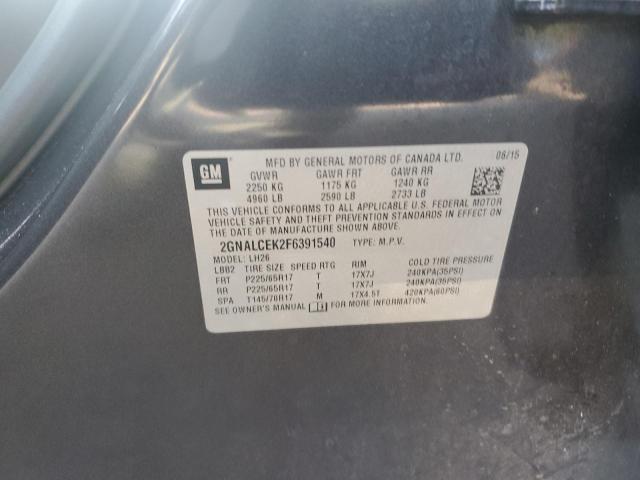 GM
MFD BY GENERAL MOTORS OF CANADA LTD. 06/15
GVWR GAWR FRT GAWR RR
2250 KG 1175 KG 1240 KG
4960 LB 2590 LB 2733 LB
THIS VEHICLE CONFORMS TO ALL APPLICABLE U.S. FEDERAL MOTOR
VEHICLE SAFETY AND THEFT PREVENTION STANDARDS IN EFFECT ON
THE DATE OF MANUFACTURE SHOWN ABOVE.
2GNALCEK2F6391540 TYPE: M.P.V.
MODEL: LH26
LBB2 TIRE SIZE SPEED RTG RIM COLD TIRE PRESSURE
FRT P225/65R17 T 17X7J 240KPA(35PSI)
RR P225/65R17 T 17X7J 240KPA(35PSI)
SPA T145/70R17 M 17X4.5T 420KPA(60PSI)
SEE OWNER'S MANUAL FOR MORE INFORMATION.